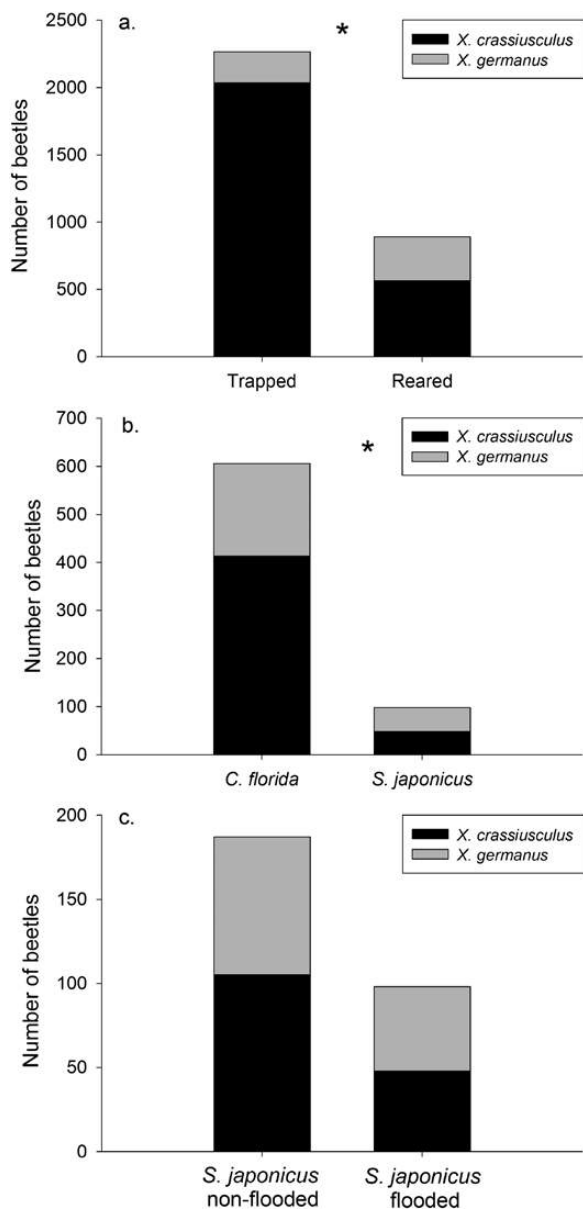 a.
*
X. crassiusculus
X. germanus
Number of beetles
2500
2000
1500
1000
500
0
Trapped
Reared
b.
*
X. crassiusculus
X. germanus
Number of beetles
700
600
500
400
300
200
100
0
C. florida
S. japonicus
c.
X. crassiusculus
X. germanus
Number of beetles
200
150
100
50
0
S. japonicus
non-flooded
S. japonicus
flooded